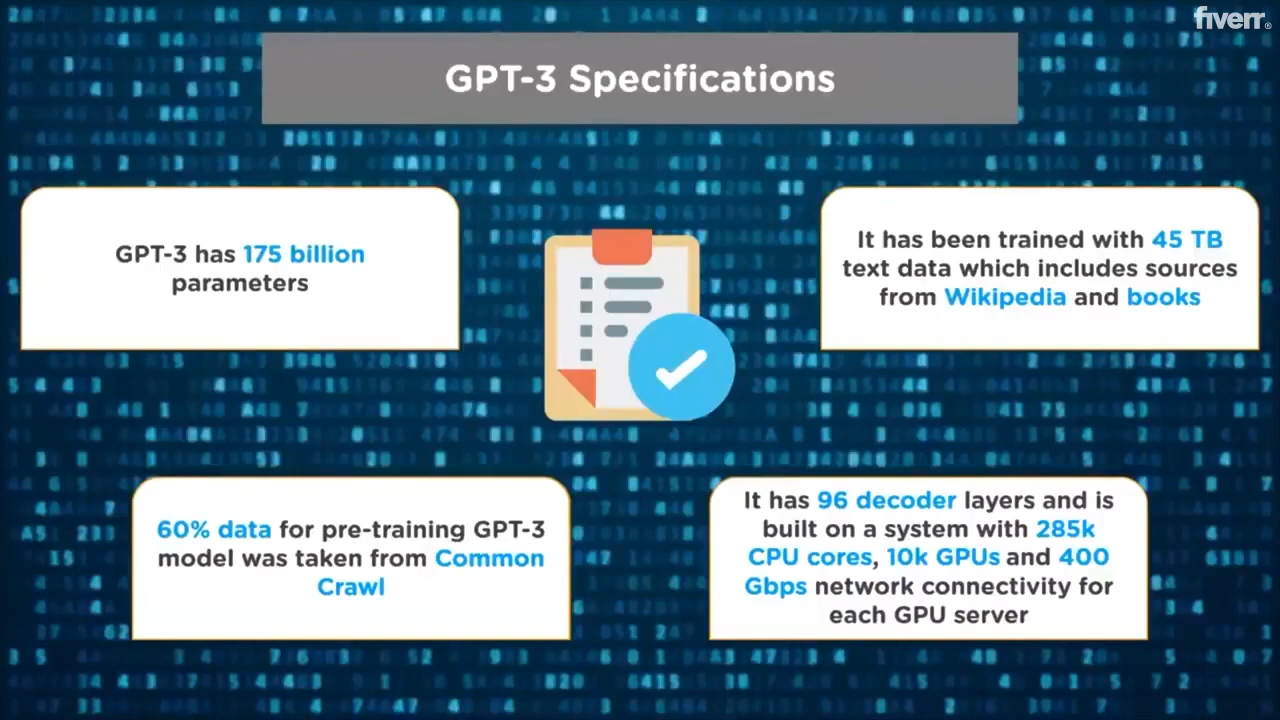 fiverr®
GPT-3 Specifications
GPT-3 has 175 billion
parameters
It has been trained with 45 TB
text data which includes sources
from Wikipedia and books
60% data for pre-training GPT-3
model was taken from Common
Crawl
It has 96 decoder layers and is
built on a system with 285k
CPU cores, 10k GPUs and 400
Gbps network connectivity for
each GPU server